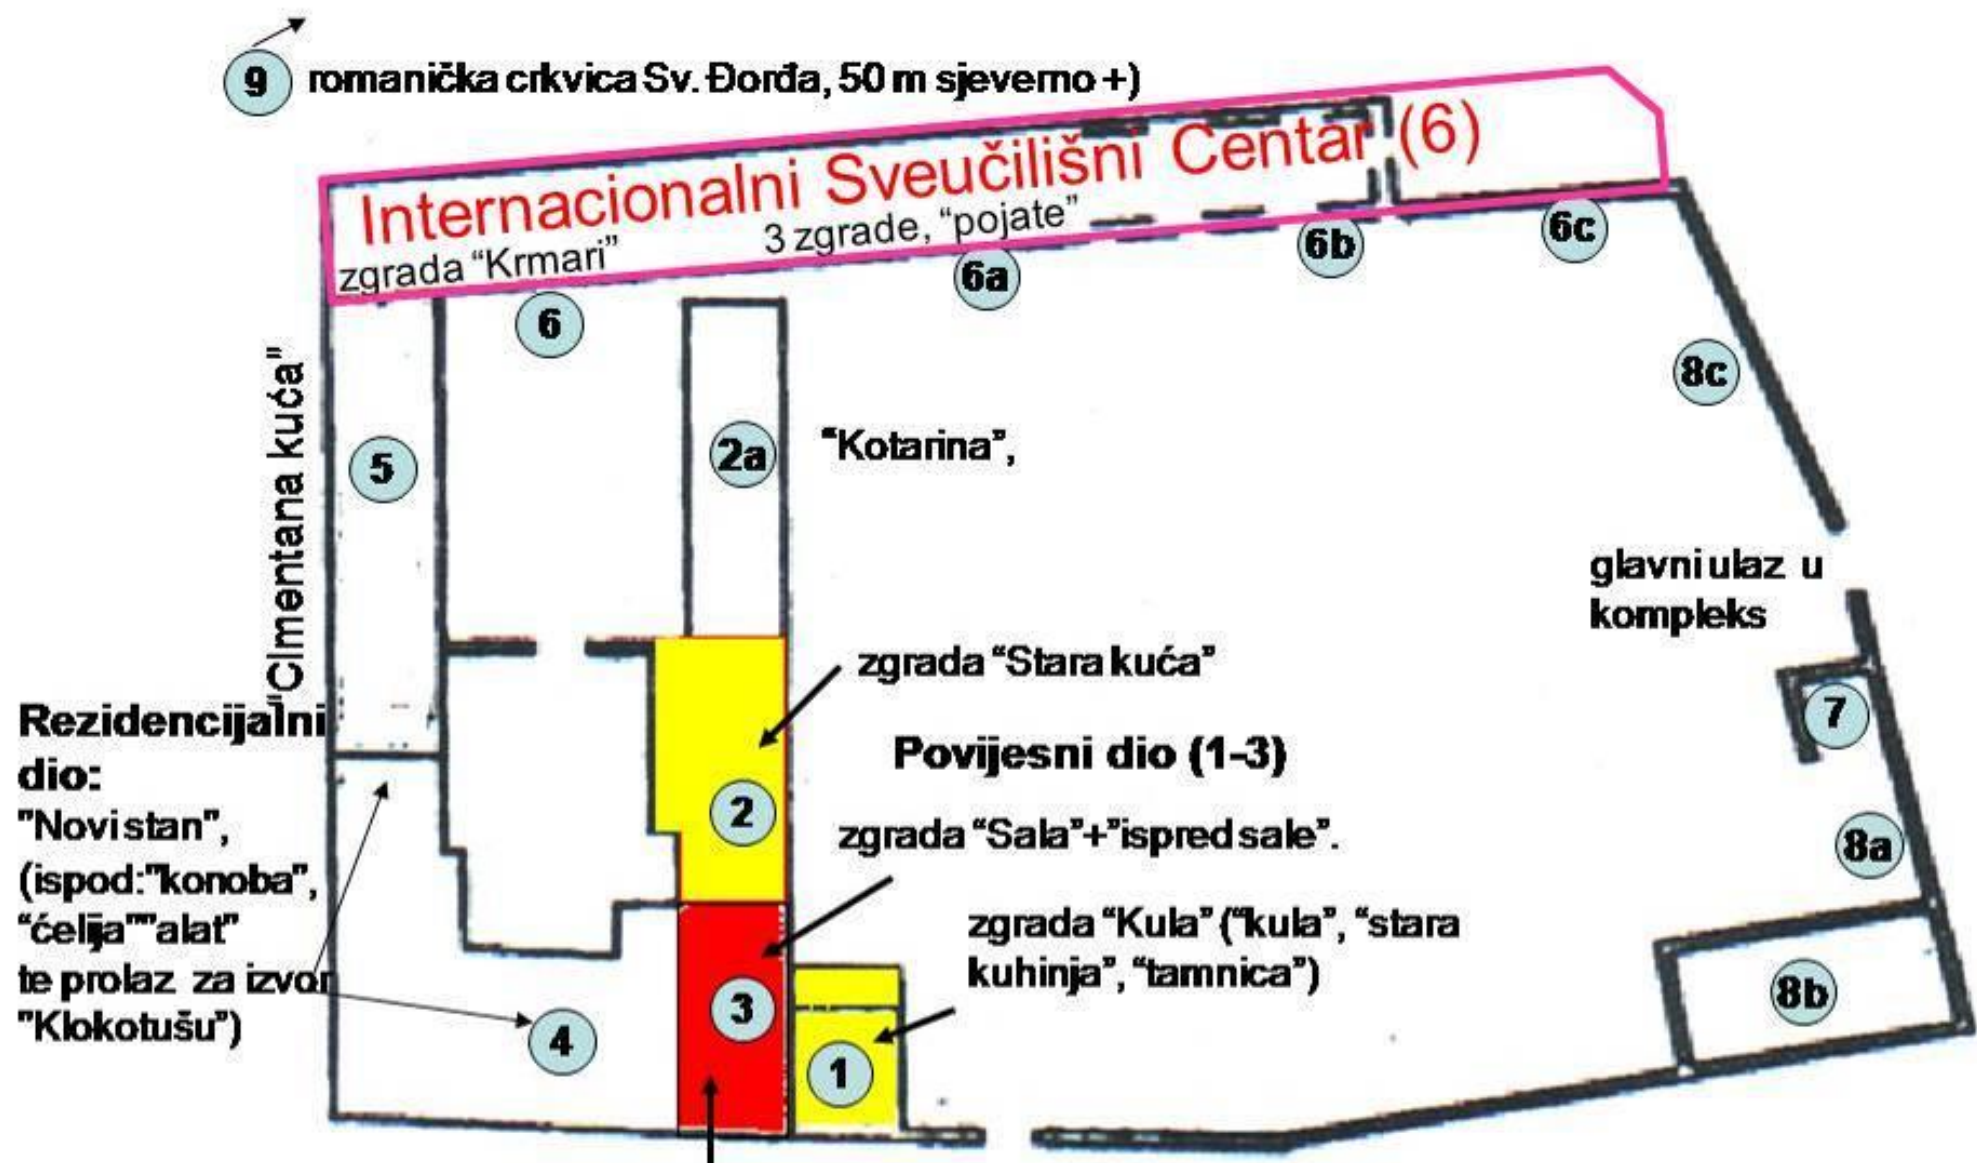 9 romanička crkvica Sv. Đorđa, 50 m sjeverno +)
Internacionalni Sveučilišni Centar (6)
zgrada “Krmari”
3 zgrade, “pojate”
6
6a
6b
6c
8c
“CImentana kuća”
5
2a
“Kotarina”,
glavni ulaz u
kompleks
zgrada “Stara kuća”
7
Rezidencijalni
dio:
"Novi stan",
(ispod:"konoba",
“ćelija”"alat"
te prolaz za izvor
"Klokotušu")
Povijesni dio (1-3)
2
zgrada “Sala”+”ispred sale”.
8a
zgrada “Kula” (“kula”, “stara
kuhinja”, “tamnica”)
3
4
1
8b